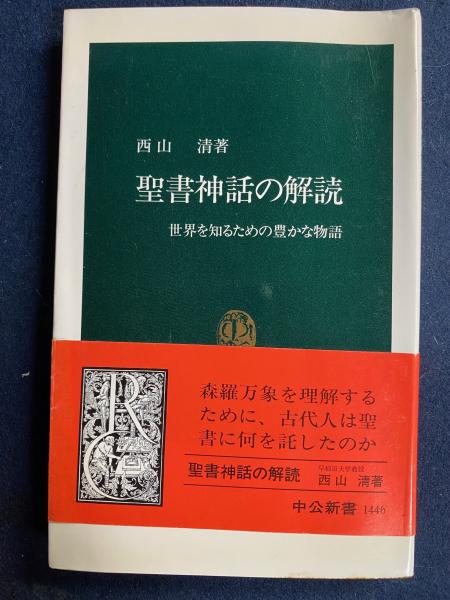 西山 清著
聖書神話の解読
世界を知るための豊かな物語
森羅万象を理解する
ために、古代人は聖
書に何を託したのか
聖書神話の解読
早稲田大学教授
西山 清著
中公新書 1446
R